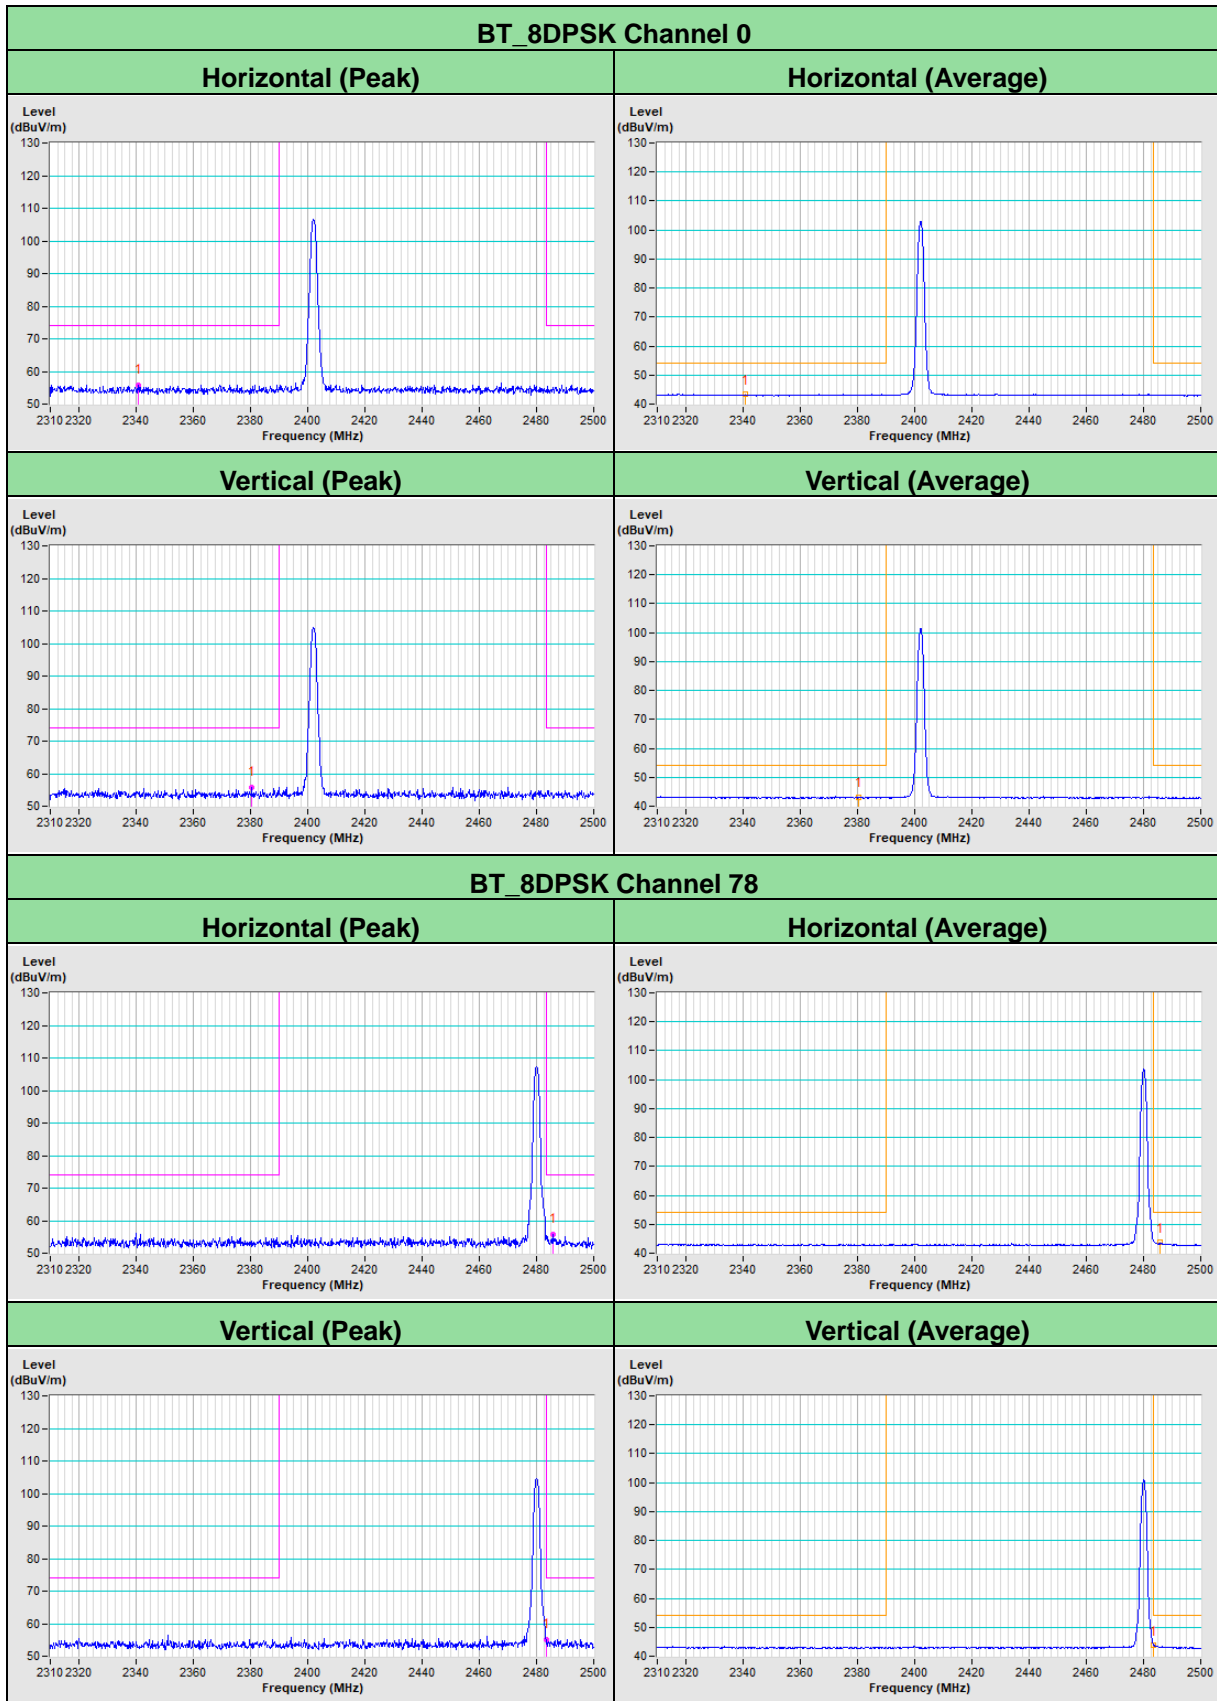 BT_8DPSK Channel 0
Horizontal (Peak) Horizontal (Average)
Level Level
(dBuV/m) (dBuV/m)
130 130
120 120
110 110
100 100
90 90
80 80
70 70
60 1 60
50 50 1
40
2310 2320 2340 2360 2380 2400 2420 2440 2460 2480 2500 2310 2320 2340 2360 2380 2400 2420 2440 2460 2480 2500
Frequency (MHz) Frequency (MHz)
Vertical (Peak) Vertical (Average)
Level Level
(dBuV/m) (dBuV/m)
130 130
120 120
110 110
100 100
90 90
80 80
70 70
60 1 60
50 50 1
40
2310 2320 2340 2360 2380 2400 2420 2440 2460 2480 2500 2310 2320 2340 2360 2380 2400 2420 2440 2460 2480 2500
Frequency (MHz) Frequency (MHz)
BT_8DPSK Channel 78
Horizontal (Peak) Horizontal (Average)
Level Level
(dBuV/m) (dBuV/m)
130 130
120 120
110 110
100 100
90 90
80 80
70 70
60 1 60
50 50 1
40
2310 2320 2340 2360 2380 2400 2420 2440 2460 2480 2500 2310 2320 2340 2360 2380 2400 2420 2440 2460 2480 2500
Frequency (MHz) Frequency (MHz)
Vertical (Peak) Vertical (Average)
Level Level
(dBuV/m) (dBuV/m)
130 130
120 120
110 110
100 100
90 90
80 80
70 70
60 1 60
50 50 1
40
2310 2320 2340 2360 2380 2400 2420 2440 2460 2480 2500 2310 2320 2340 2360 2380 2400 2420 2440 2460 2480 2500
Frequency (MHz) Frequency (MHz)